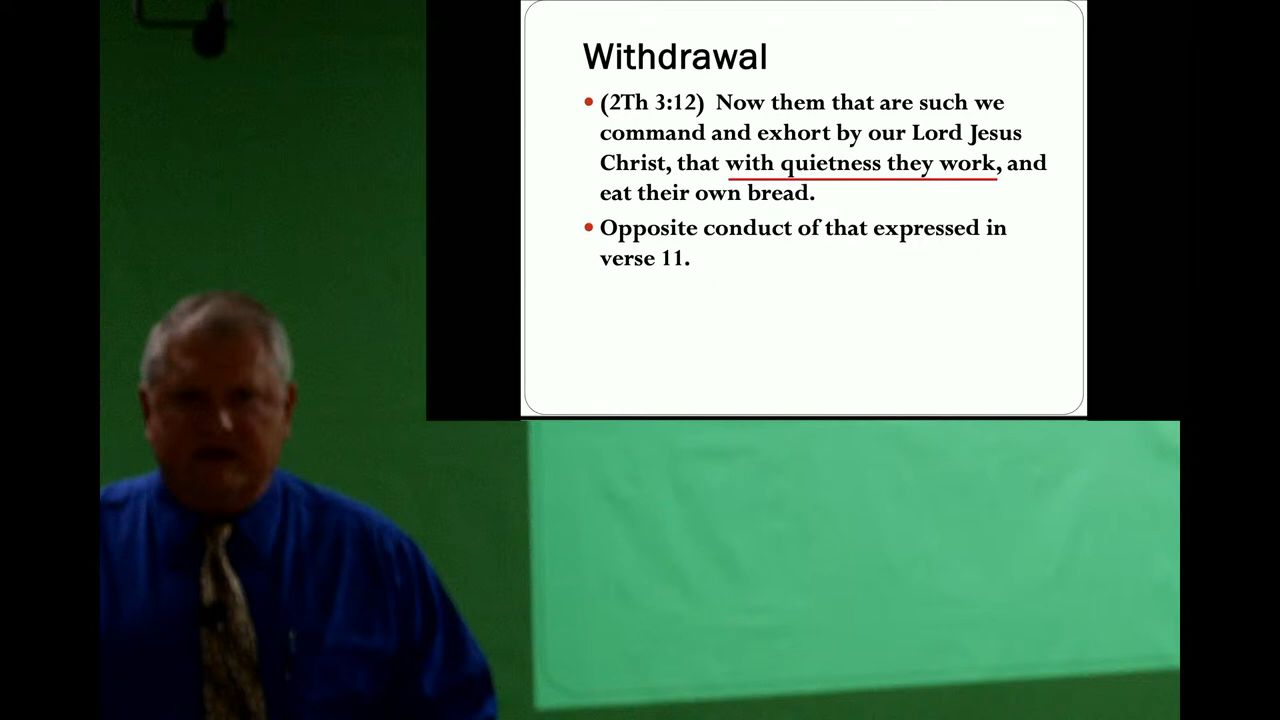 Withdrawal
• (2Th 3:12) Now them that are such we
command and exhort by our Lord Jesus
Christ, that with quietness they work, and
eat their own bread.
• Opposite conduct of that expressed in
verse 11.